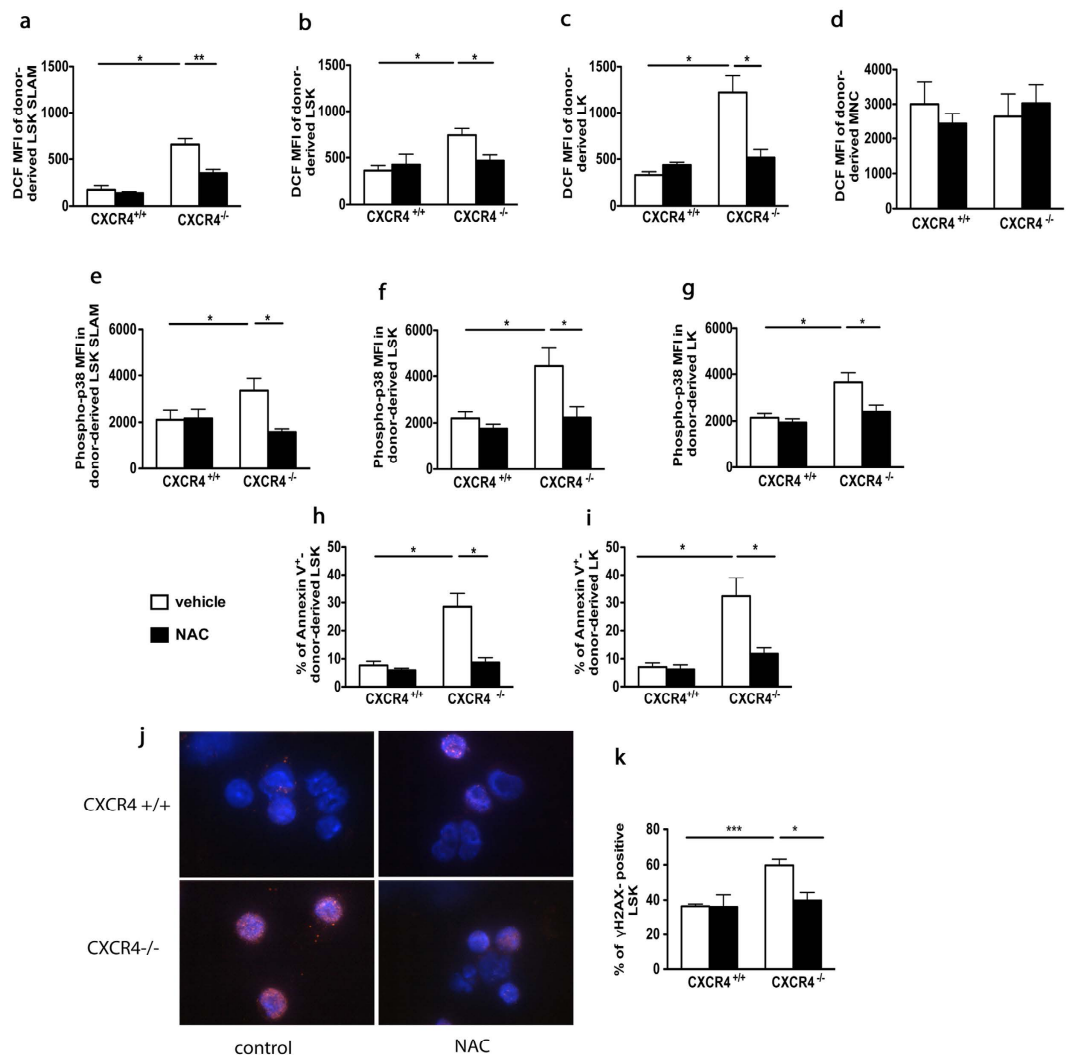 a
DCF MFI of donor-
derived LSK SLAM
1500
1000
500
0
* **
CXCR4+/+ CXCR4-/-
b
DCF MFI of donor-
derived LSK
1500
1000
500
0
* *
CXCR4 +/+ CXCR4 -/-
c
DCF MFI of donor-
derived LK
1500
1000
500
0
* *
CXCR4+/+ CXCR4 -/-
d
DCF MFI of donor-
derived MNC
4000
3000
2000
1000
0
CXCR4 +/+ CXCR4-/-
e
Phospho-p38 MFI in
donor-derived LSK SLAM
6000
4000
2000
0
* *
CXCR4 +/+ CXCR4 -/-
f
Phospho-p38 MFI in
donor-derived LSK
6000
4000
2000
0
* *
CXCR4 +/+ CXCR4 -/-
g
Phospho-p38 MFI in
donor-derived LK
6000
4000
2000
0
* *
CXCR4+/+ CXCR4 -/-
h
% of Annexin V+-
donor-derived LSK
50
40
30
20
10
0
* *
CXCR4 +/+ CXCR4 -/-
i
% of Annexin V+-
donor-derived LK
50
40
30
20
10
0
* *
CXCR4+/+ CXCR4 -/-
vehicle
NAC
j
CXCR4 +/+
CXCR4-/-
control NAC
k
% of γH2AX- positive
LSK
80
60
40
20
0
*** *
CXCR4+/+ CXCR4-/-